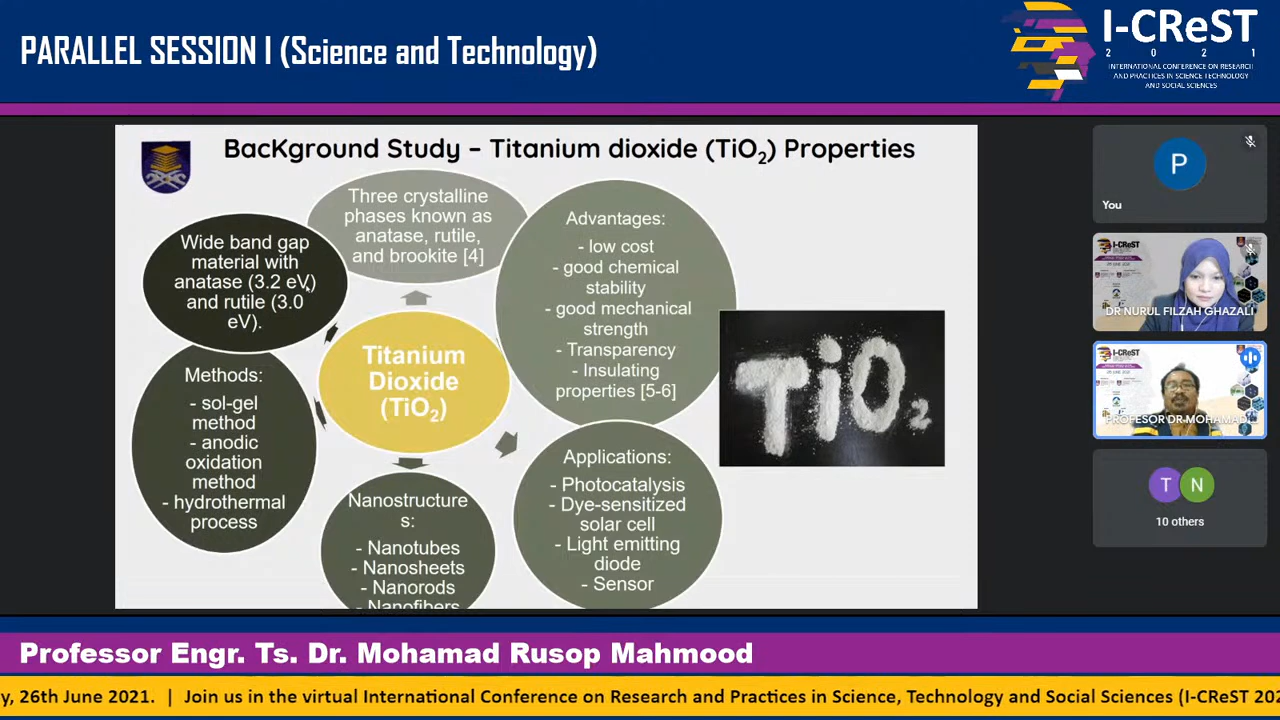 PARALLEL SESSION I (Science and Technology)
I-CReST
2 0 2 1
INTERNATIONAL CONFERENCE ON RESEARCH
AND PRACTICES IN SCIENCE TECHNOLOGY
AND SOCIAL SCIENCES
BacKground Study – Titanium dioxide (TiO₂) Properties
Three crystalline
phases known as
anatase, rutile,
and brookite [4]
Wide band gap
material with
anatase (3.2 eV)
and rutile (3.0
eV).
Advantages:
- low cost
- good chemical
stability
- good mechanical
strength
- Transparency
- Insulating
properties [5-6]
Titanium
Dioxide
(TiO₂)
TiO₂
Methods:
- sol-gel
method
- anodic
oxidation
method
- hydrothermal
process
Nanostructure
s:
- Nanotubes
- Nanosheets
- Nanorods
- Nanofibers
Applications:
- Photocatalysis
- Dye-sensitized
solar cell
- Light emitting
diode
- Sensor
P
You
I-CReST
DR NURUL FILZAH GHAZALI
I-CReST
PROFESOR DR MOHAMAD
T N
10 others
Professor Engr. Ts. Dr. Mohamad Rusop Mahmood
y, 26th June 2021. | Join us in the virtual International Conference on Research and Practices in Science, Technology and Social Sciences (I-CReST 202